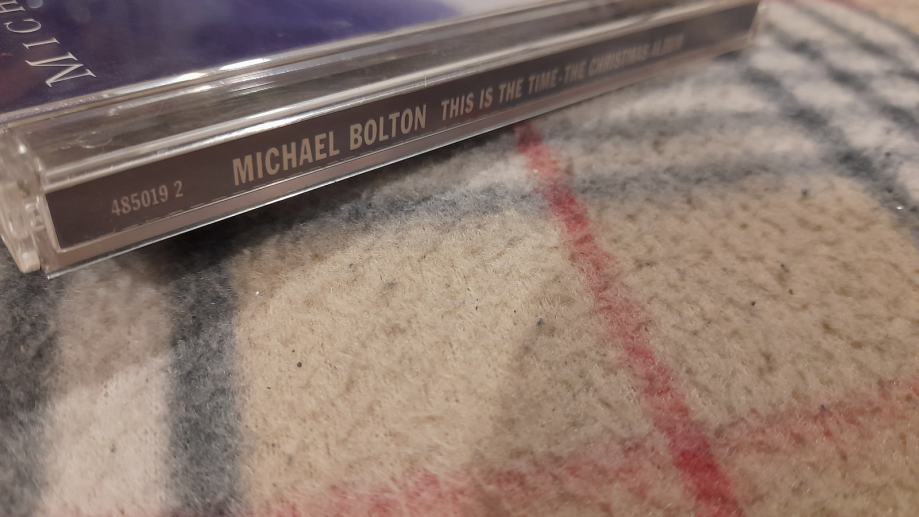 MICH
485019 2 MICHAEL BOLTON THIS IS THE TIME-THE CHRISTMAS ALBUM